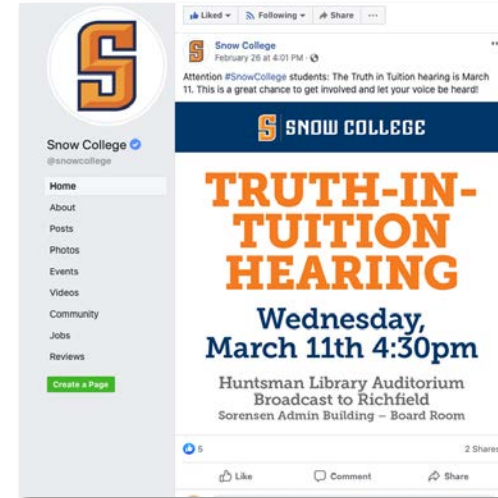 S
Snow College
@snowcollege
Home
About
Posts
Photos
Events
Videos
Community
Jobs
Reviews
Create a Page
Liked
Following
Share
Snow College
February 26 at 4:01 PM ·
Attention #SnowCollege students: The Truth in Tuition hearing is March
11. This is a great chance to get involved and let your voice be heard!
S SNOW COLLEGE
TRUTH-IN-
TUITION
HEARING
Wednesday,
March 11th 4:30pm
Huntsman Library Auditorium
Broadcast to Richfield
Sorensen Admin Building – Board Room
5
2 Shares
Like
Comment
Share